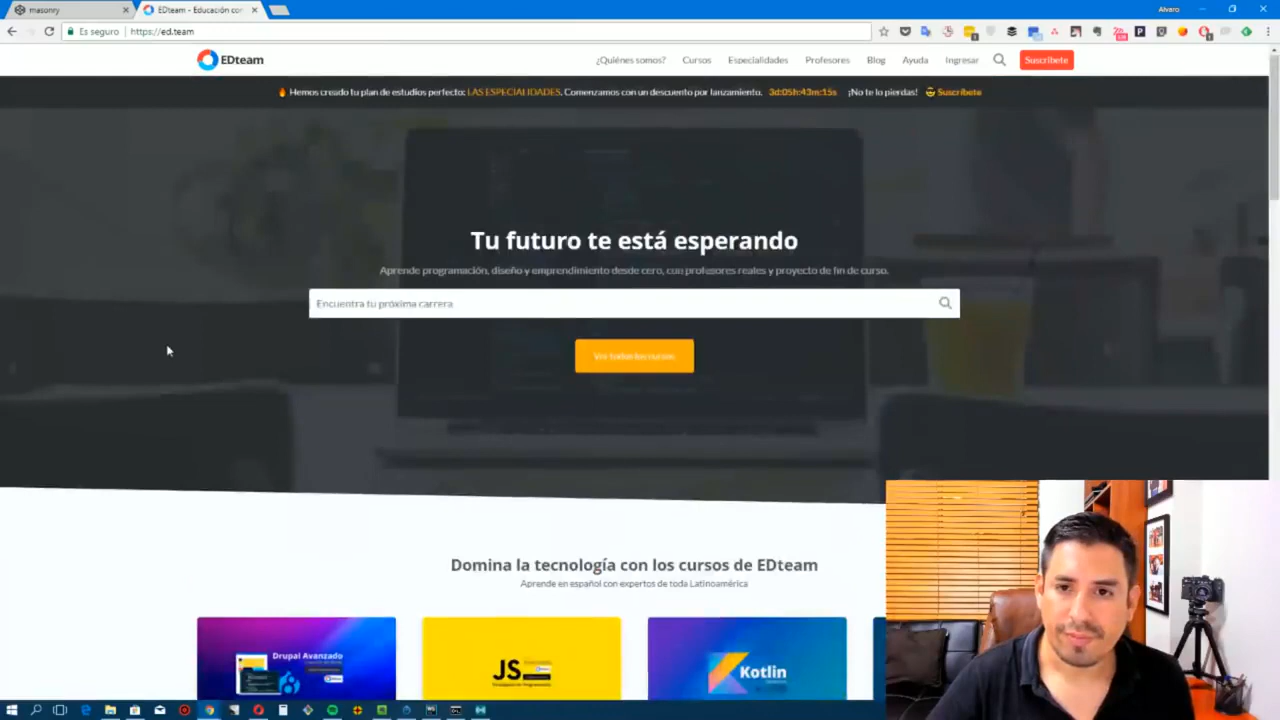 masonry
EDteam - Educación con
Alvaro
Es seguro
https://ed.team
EDteam
¿Quiénes somos?
Cursos
Especialidades
Profesores
Blog
Ayuda
Ingresar
Suscríbete
Hemos creado tu plan de estudios perfecto: LAS ESPECIALIDADES. Comenzamos con un descuento por lanzamiento. 3d:05h:43m:15s ¡No te lo pierdas! Suscríbete
Tu futuro te está esperando
Aprende programación, diseño y emprendimiento desde cero, con profesores reales y proyecto de fin de curso.
Encuentra tu próxima carrera
Ver todos los cursos
Domina la tecnología con los cursos de EDteam
Aprende en español con expertos de toda Latinoamérica
Drupal Avanzado
JS
Kotlin